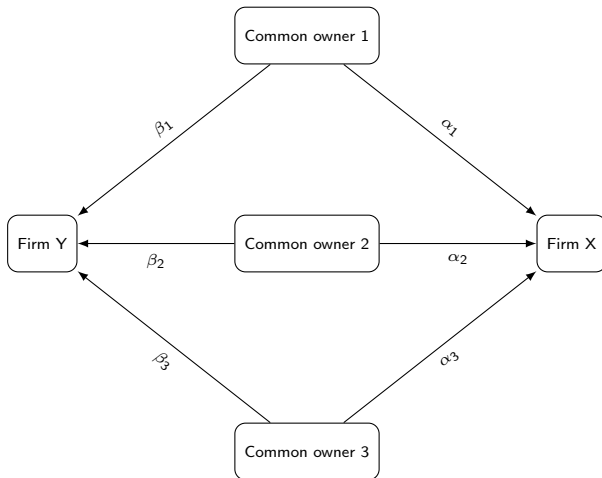 Common owner 1
β₁
α₁
Firm Y
Common owner 2
Firm X
β₂
α₂
β₃
α₃
Common owner 3